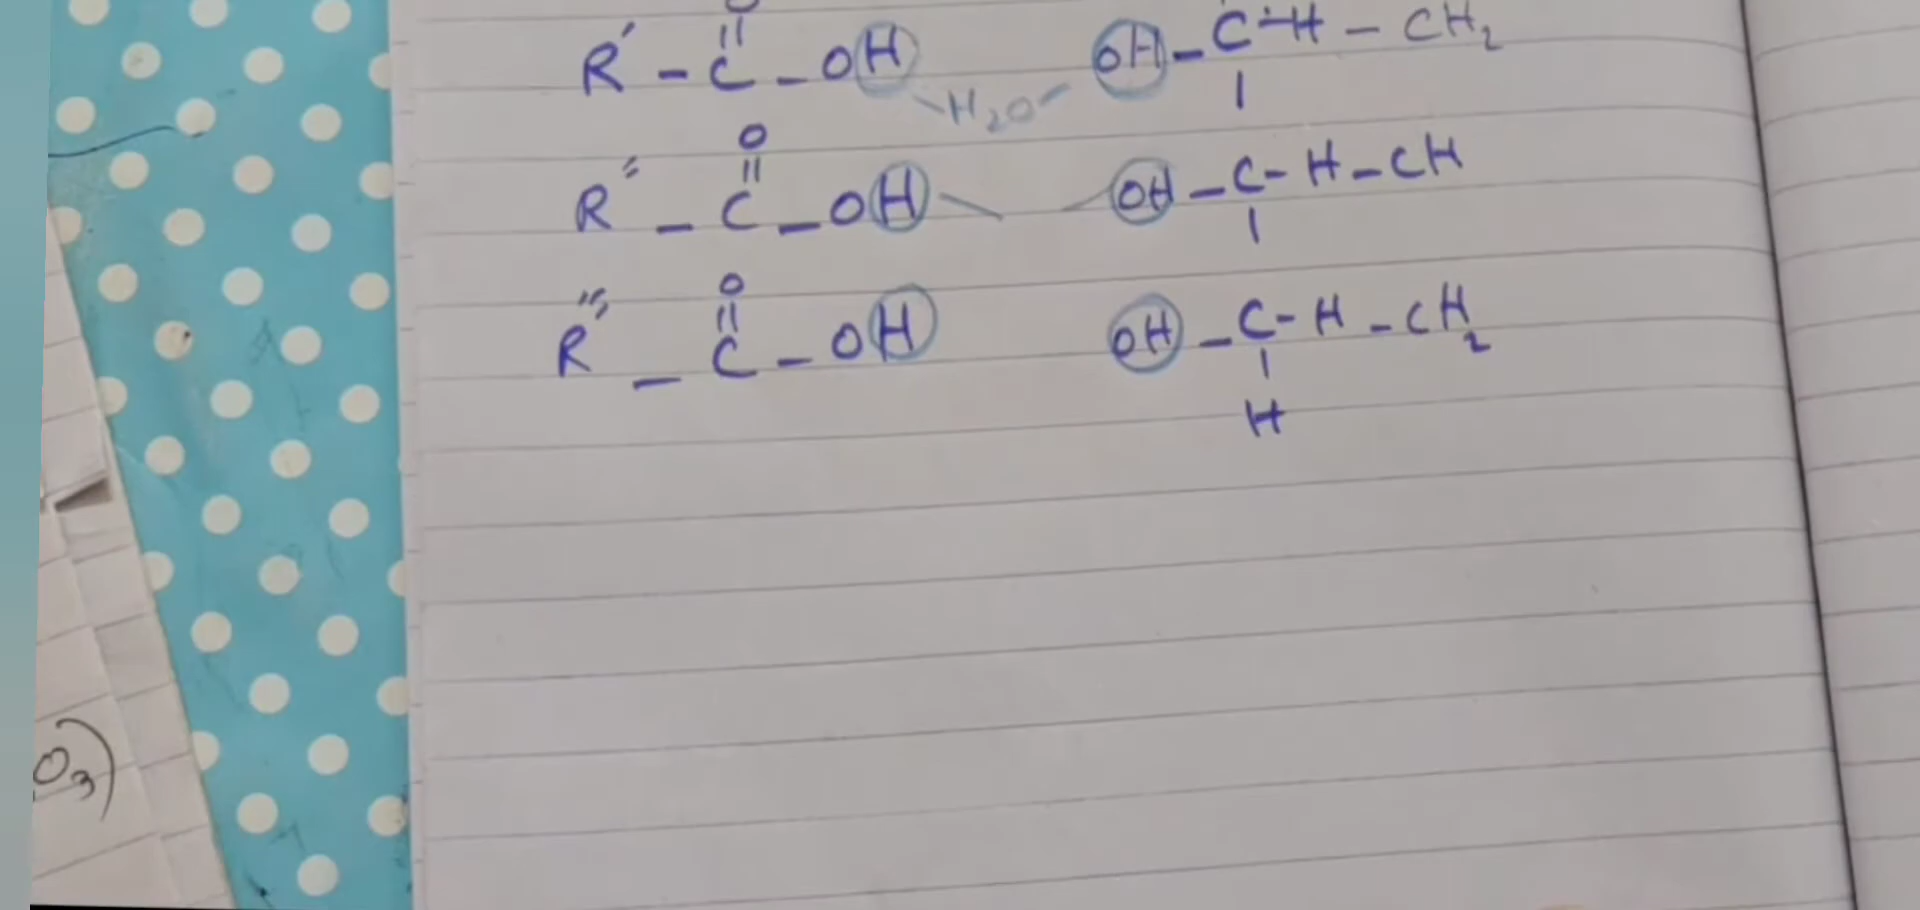 O
R' - C - OH OH - C - H - CH₂
H₂O
O
R'' - C - OH OH - C - H - CH
O
R''' - C - OH OH - C - H - CH₂
H
O₃)